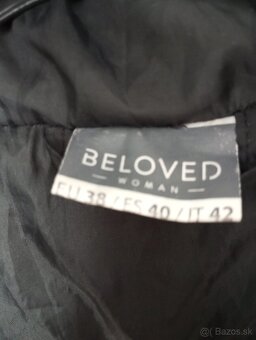 BELOVED
- WOMAN -
EU 38 / ES 40 / IT 42
bazos.sk